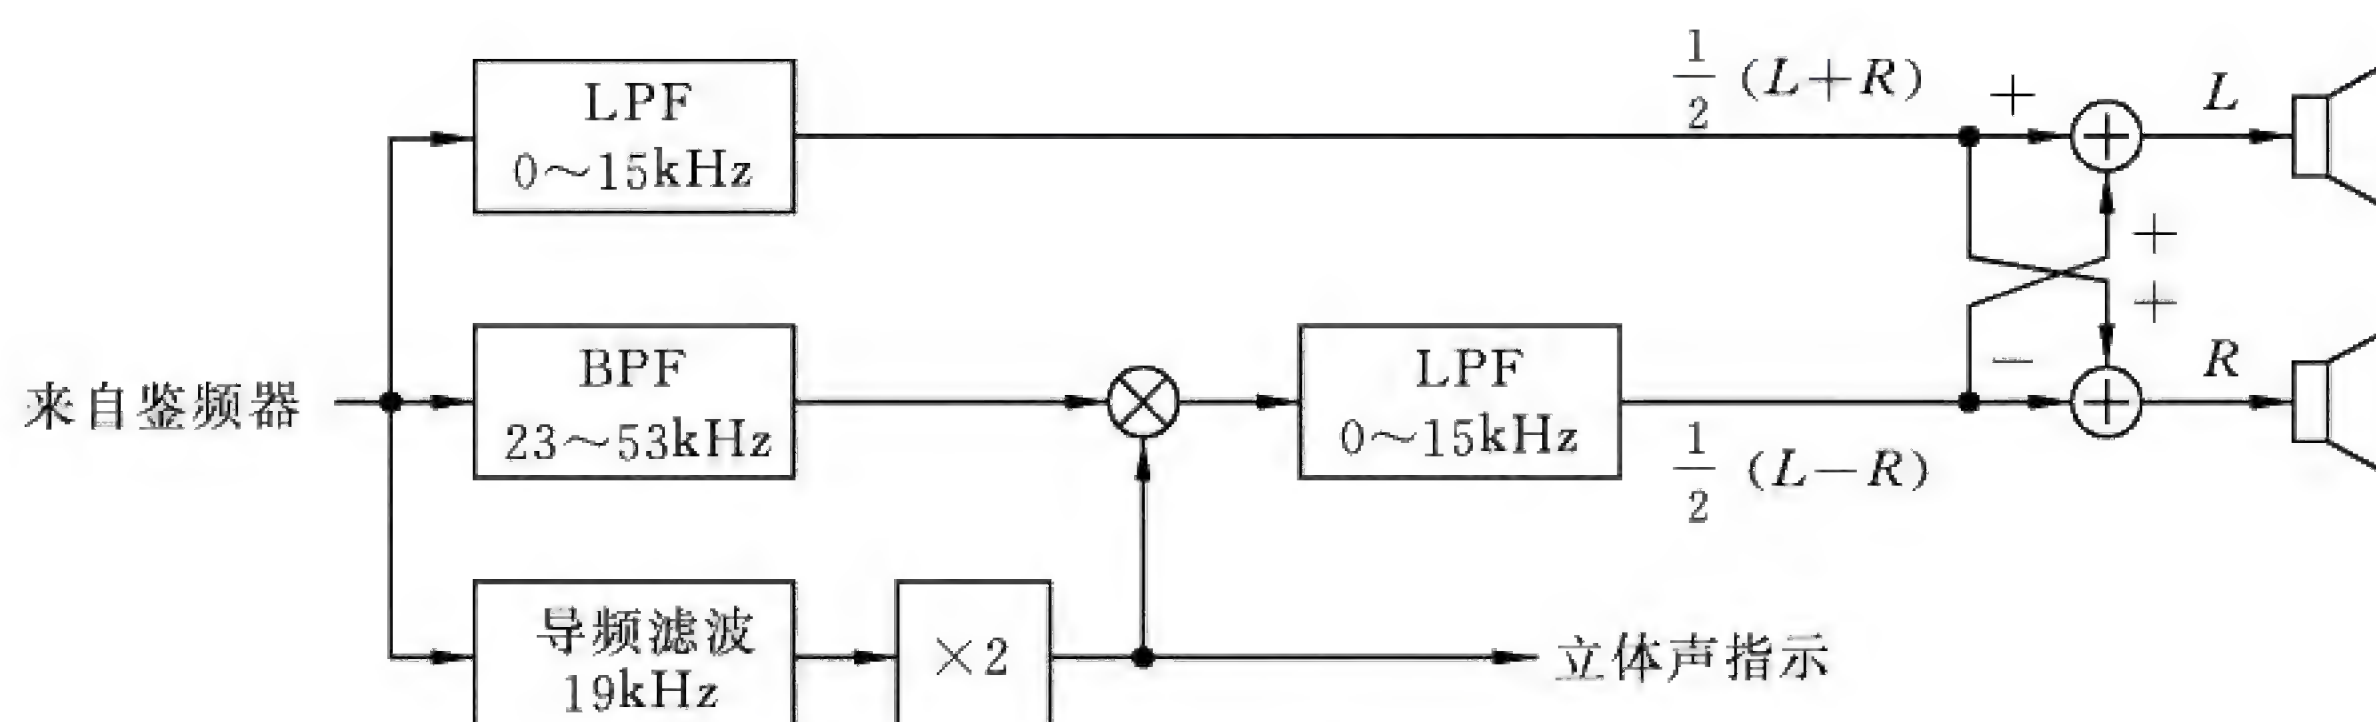 LPF
0～15kHz
1/2 (L+R)
+
L
+
+
来自鉴频器
BPF
23～53kHz
LPF
0～15kHz
−
R
1/2 (L−R)
导频滤波
19kHz
×2
立体声指示